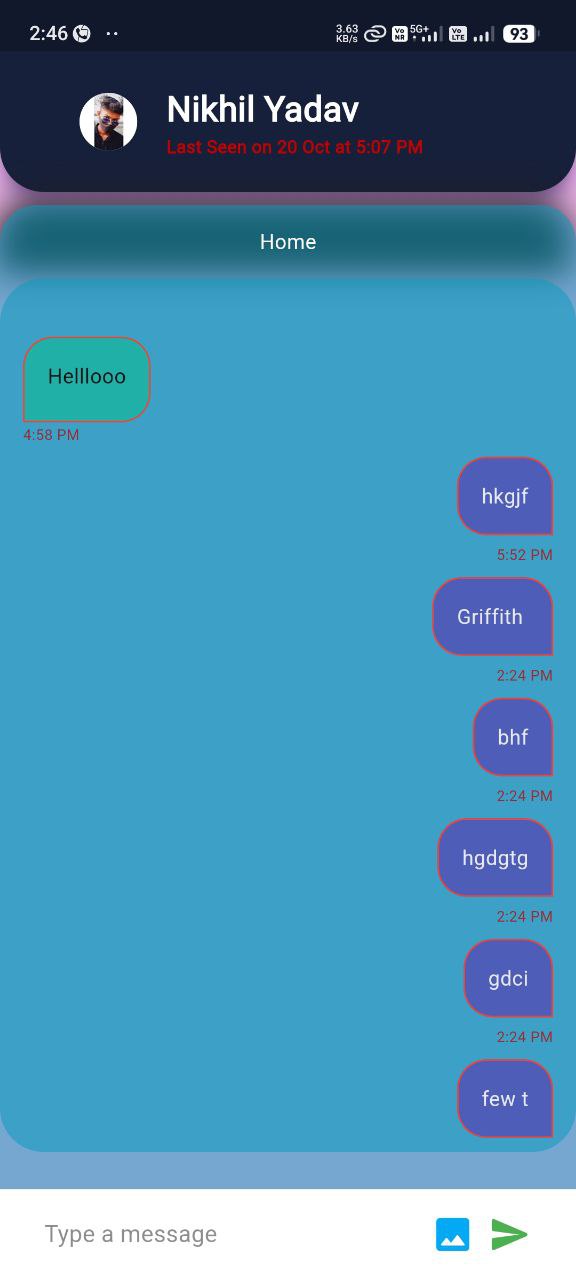 2:46
3.63 KB/s
Vo NR
5G+
Vo LTE
93
Nikhil Yadav
Last Seen on 20 Oct at 5:07 PM
Home
Helllooo
4:58 PM
hkgjf
5:52 PM
Griffith
2:24 PM
bhf
2:24 PM
hgdgtg
2:24 PM
gdci
2:24 PM
few t
Type a message